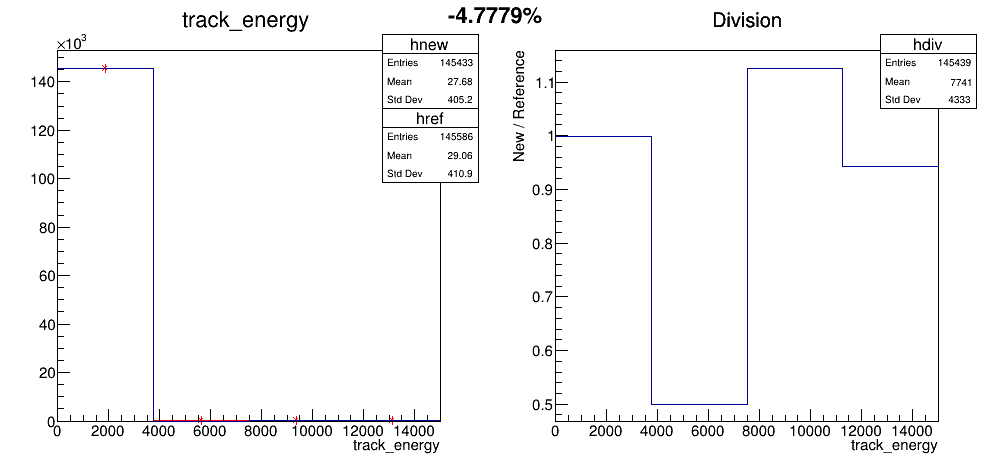 -4.7779%
track_energy
×10³
140
120
100
80
60
40
20
0
0 2000 4000 6000 8000 10000 12000 14000
track_energy
hnew
Entries 145433
Mean 27.68
Std Dev 405.2
href
Entries 145586
Mean 29.06
Std Dev 410.9
Division
New / Reference
1.1
1
0.9
0.8
0.7
0.6
0.5
0 2000 4000 6000 8000 10000 12000 14000
track_energy
hdiv
Entries 145439
Mean 7741
Std Dev 4333